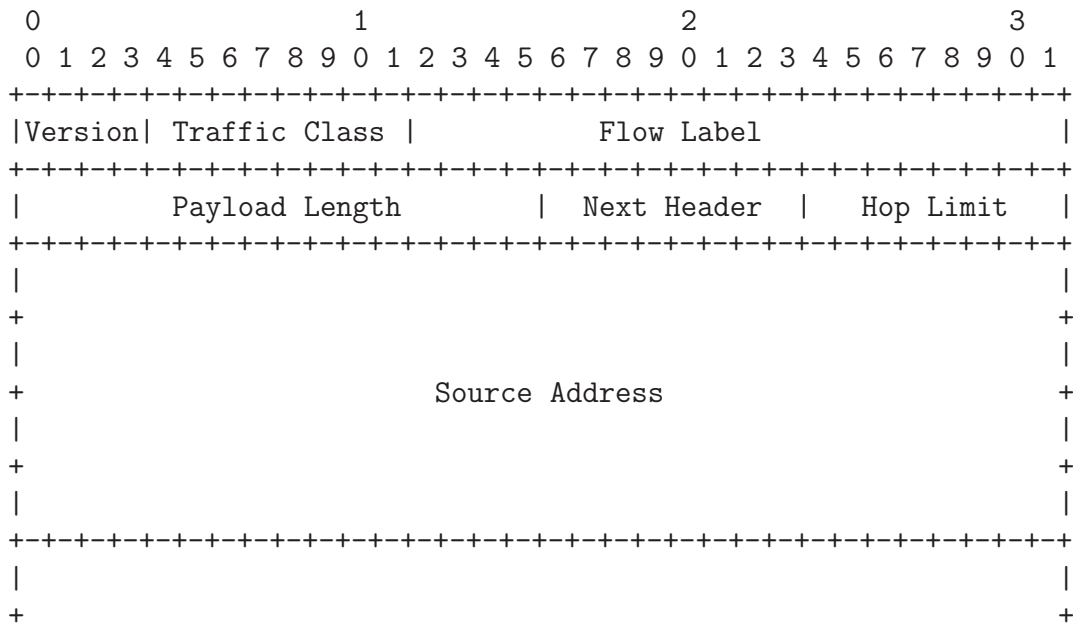 0                   1                   2                   3
 0 1 2 3 4 5 6 7 8 9 0 1 2 3 4 5 6 7 8 9 0 1 2 3 4 5 6 7 8 9 0 1
+-+-+-+-+-+-+-+-+-+-+-+-+-+-+-+-+-+-+-+-+-+-+-+-+-+-+-+-+-+-+-+-+
|Version| Traffic Class |           Flow Label                  |
+-+-+-+-+-+-+-+-+-+-+-+-+-+-+-+-+-+-+-+-+-+-+-+-+-+-+-+-+-+-+-+-+
|         Payload Length        |  Next Header  |   Hop Limit   |
+-+-+-+-+-+-+-+-+-+-+-+-+-+-+-+-+-+-+-+-+-+-+-+-+-+-+-+-+-+-+-+-+
|                                                               |
+                                                               +
|                                                               |
+                         Source Address                        +
|                                                               |
+                                                               +
|                                                               |
+-+-+-+-+-+-+-+-+-+-+-+-+-+-+-+-+-+-+-+-+-+-+-+-+-+-+-+-+-+-+-+-+
|                                                               |
+                                                               +